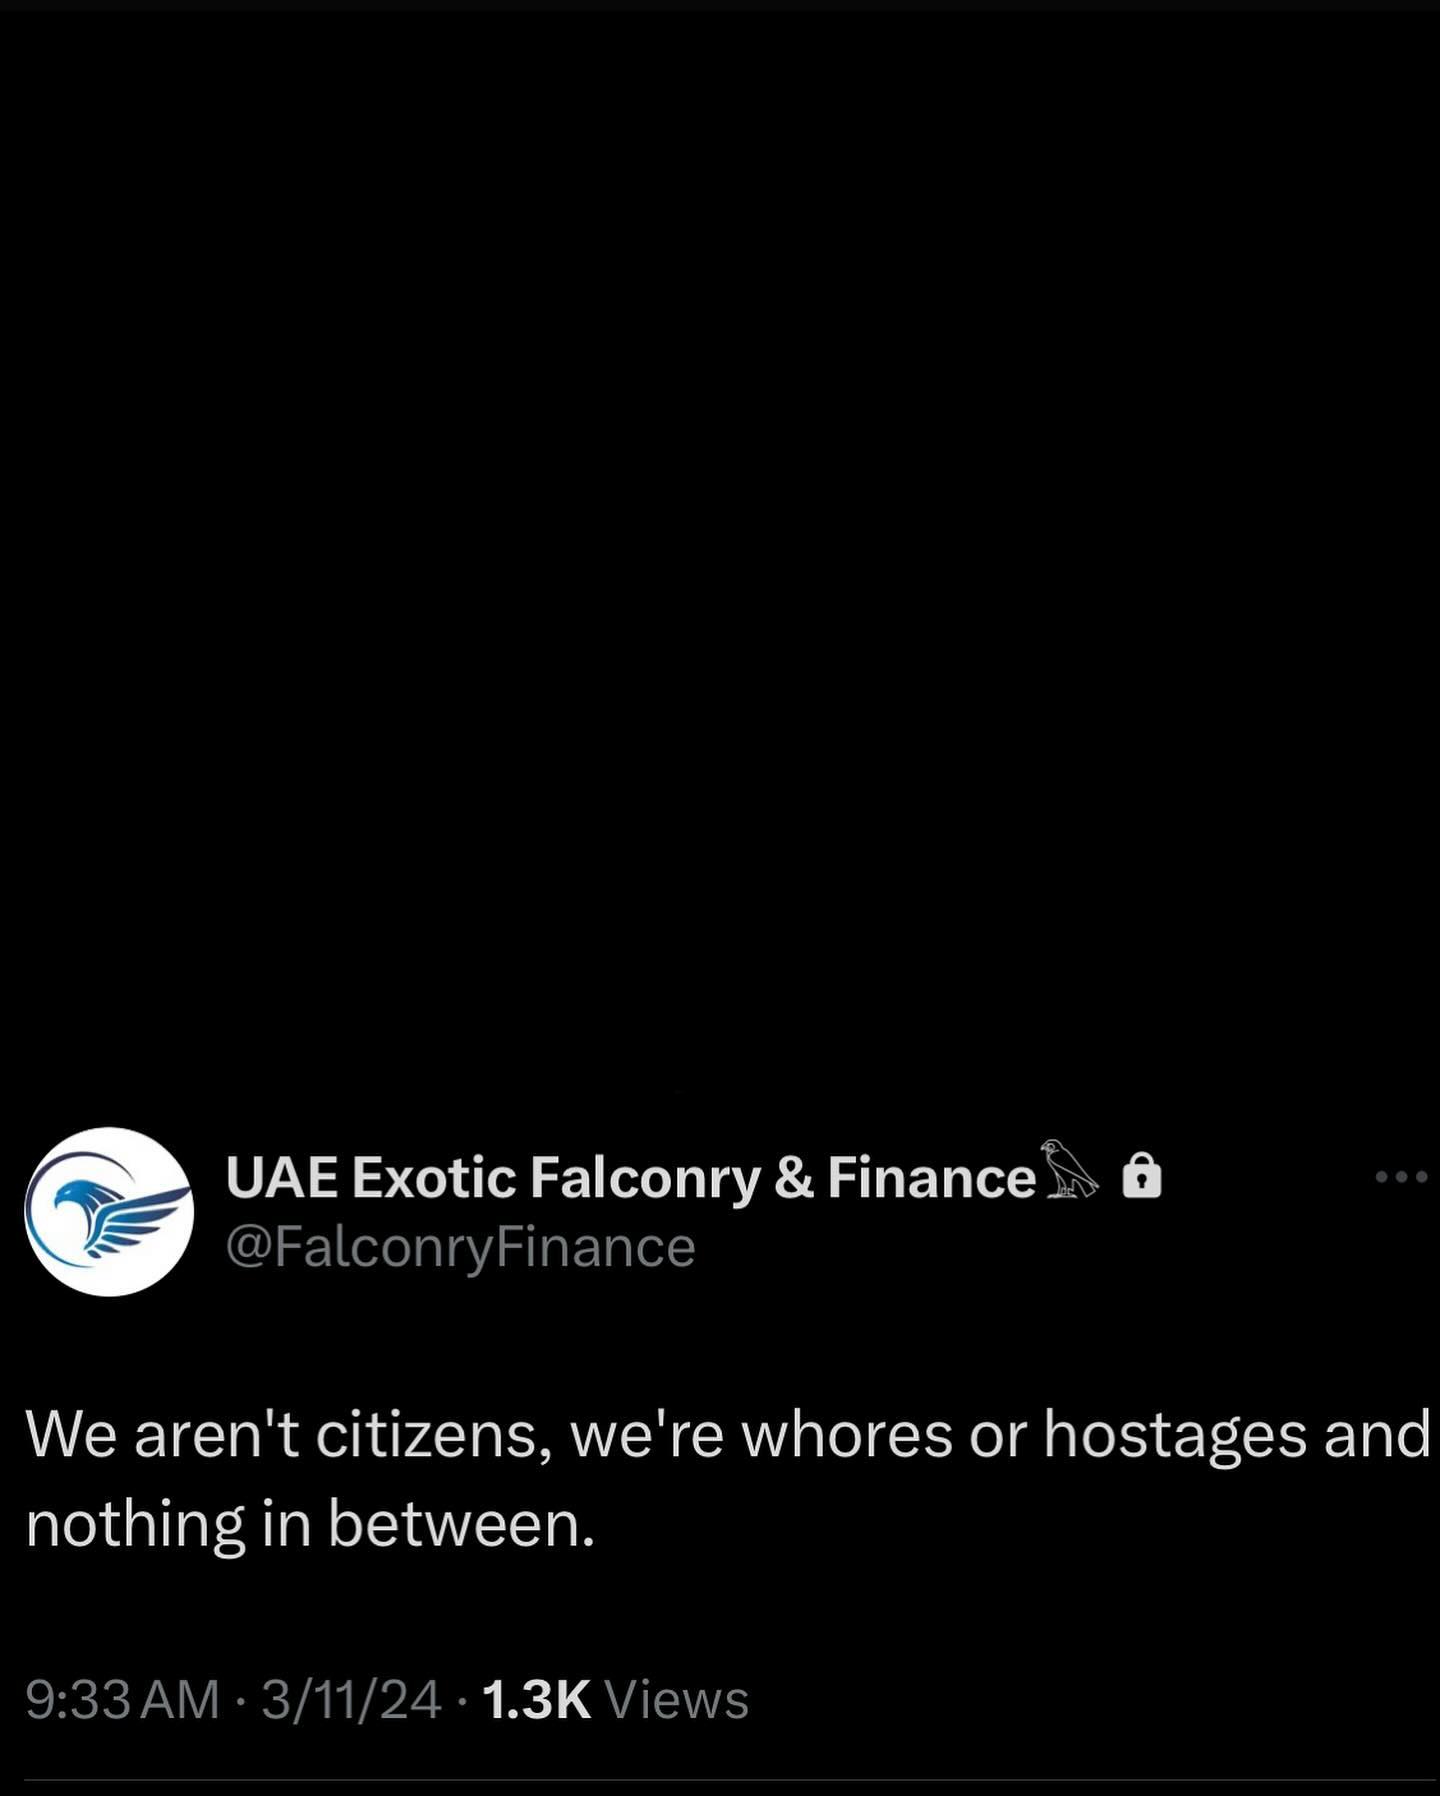 UAE Exotic Falconry & Finance𓅃 🔒
@FalconryFinance
We aren't citizens, we're whores or hostages and
nothing in between.
9:33 AM · 3/11/24 · 1.3K Views